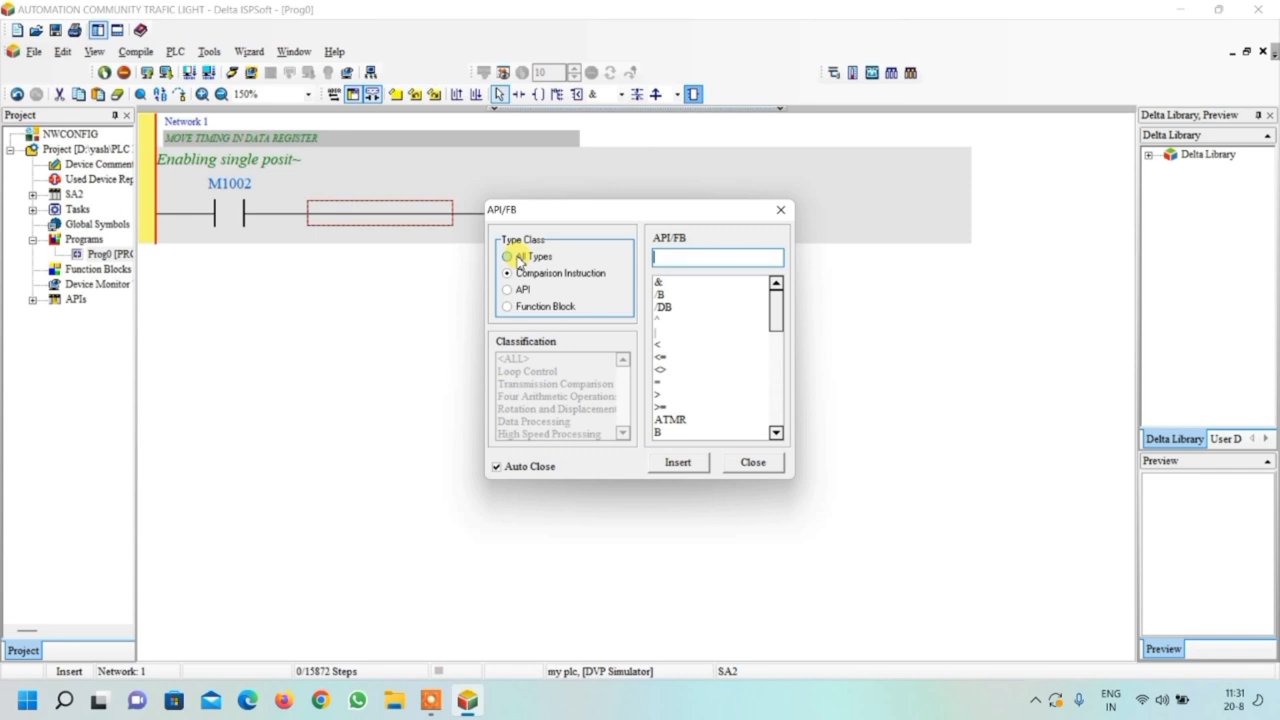 AUTOMATION COMMUNITY TRAFIC LIGHT - Delta ISPSoft - [Prog0]
File Edit View Compile PLC Tools Wizard Window Help
10
150% &
Project
NWCONFIG
Project [D:\yash\PLC
Device Comment
Used Device Rep
SA2
Tasks
Global Symbols
Programs
Prog0 [PRG
Function Blocks
Device Monitor
APIs
Project
Network 1
MOVE TIMING IN DATA REGISTER
Enabling single posit~
M1002
API/FB
Type Class
All Types
Comparison Instruction
API
Function Block
Classification
<ALL>
Loop Control
Transmission Comparison
Four Arithmetic Operation:
Rotation and Displacement
Data Processing
High Speed Processing
Auto Close
API/FB
&
/B
/DB
^
|
<
<=
<>
=
>
>=
ATMR
B
Insert Close
Delta Library, Preview
Delta Library
Delta Library
Delta Library User D
Preview
Preview
Insert Network: 1 0/15872 Steps my plc, [DVP Simulator] SA2
ENG
IN
11:31
20-8